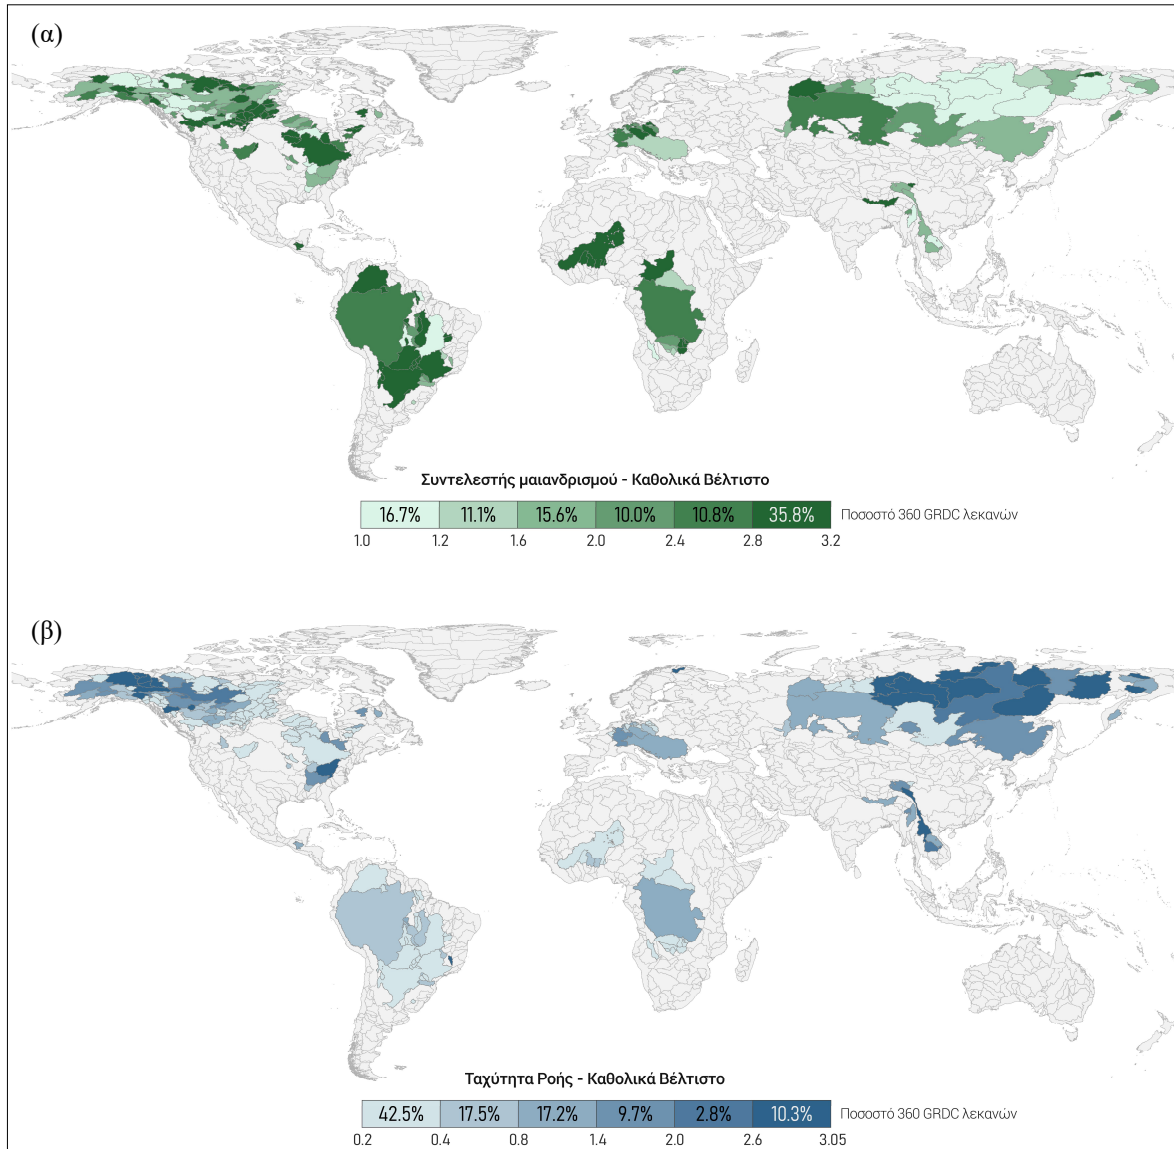 (α)
Συντελεστής μαιανδρισμού - Καθολικά Βέλτιστο
16.7% 11.1% 15.6% 10.0% 10.8% 35.8% Ποσοστό 360 GRDC λεκανών
1.0 1.2 1.6 2.0 2.4 2.8 3.2
(β)
Ταχύτητα Ροής - Καθολικά Βέλτιστο
42.5% 17.5% 17.2% 9.7% 2.8% 10.3% Ποσοστό 360 GRDC λεκανών
0.2 0.4 0.8 1.4 2.0 2.6 3.05